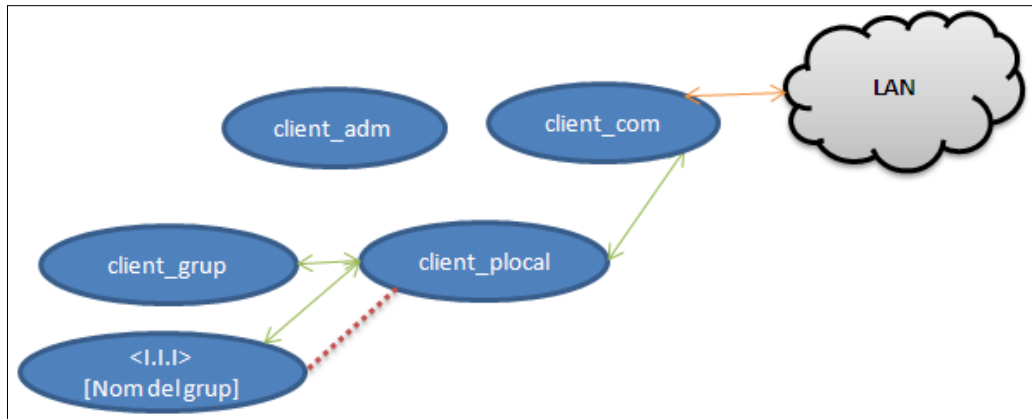 LAN
client_adm
client_com
client_grup
client_plocal
<I.I.I>
[Nom del grup]